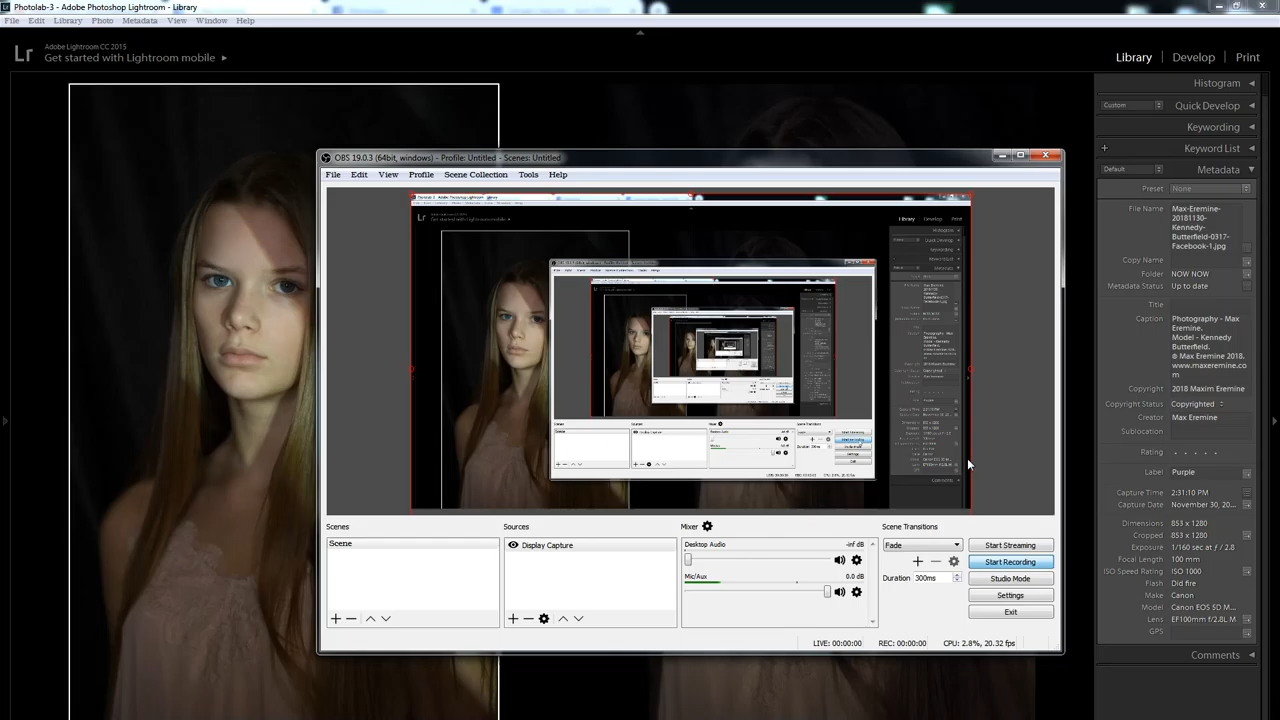 Photolab-3 - Adobe Photoshop Lightroom - Library
File Edit Library Photo Metadata View Window Help
Lr
Adobe Lightroom CC 2015
Get started with Lightroom mobile
Library | Develop | Print
Histogram
Custom Quick Develop
Keywording
+ Keyword List
Default Metadata
Preset None
File Name Max-Eremine-
20181130-
Kennedy-
Butterfield-0317-
Facebook-1.jpg
Copy Name
Folder NOW NOW
Metadata Status Up to date
Title
Caption Photography - Max
Eremine.
Model - Kennedy
Butterfield.
© Max Eremine 2018.
www.maxeremine.co
m
Copyright 2018 Maxim Eremine
Copyright Status Copyrighted
Creator Max Eremine
Sublocation
Rating . . . . .
Label Purple
Capture Time 2:31:10 PM
Capture Date November 30, 20...
Dimensions 853 x 1280
Cropped 853 x 1280
Exposure 1/160 sec at ƒ / 2.8
Focal Length 100 mm
ISO Speed Rating ISO 1000
Flash Did fire
Make Canon
Model Canon EOS 5D M...
Lens EF100mm f/2.8L M
GPS
Comments
OBS 19.0.3 (64bit, windows) - Profile: Untitled - Scenes: Untitled
File Edit View Profile Scene Collection Tools Help
Lr
Library | Develop | Print
Scenes
Scene
Sources
Display Capture
Mixer
Desktop Audio -inf dB
Mic/Aux 0.0 dB
Scene Transitions
Fade
Duration 300ms
Start Streaming
Start Recording
Studio Mode
Settings
Exit
LIVE: 00:00:00 REC: 00:00:00 CPU: 2.8%, 20.32 fps